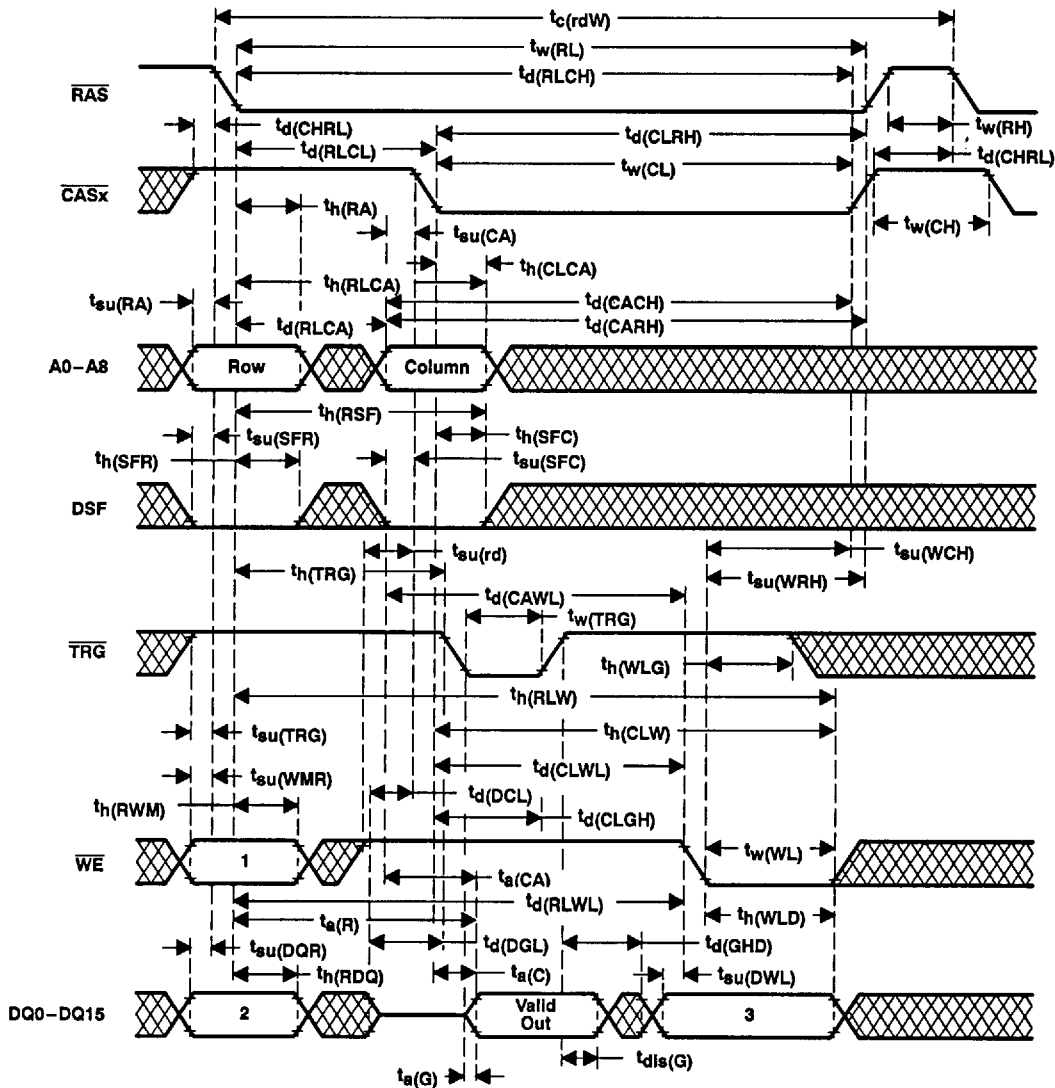 tc(rdW)
tw(RL)
td(RLCH)
RAS
td(CHRL)
td(CLRH)
tw(RH)
td(RLCL)
tw(CL)
td(CHRL)
CASx
th(RA)
tsu(CA)
tw(CH)
th(CLCA)
th(RLCA)
tsu(RA)
td(CACH)
td(RLCA)
td(CARH)
A0–A8
Row
Column
th(RSF)
tsu(SFR)
th(SFC)
th(SFR)
tsu(SFC)
DSF
tsu(rd)
tsu(WCH)
th(TRG)
tsu(WRH)
td(CAWL)
tw(TRG)
TRG
th(WLG)
th(RLW)
tsu(TRG)
th(CLW)
tsu(WMR)
td(CLWL)
td(DCL)
th(RWM)
td(CLGH)
WE
1
tw(WL)
ta(CA)
td(RLWL)
ta(R)
th(WLD)
tsu(DQR)
td(DGL)
td(GHD)
th(RDQ)
ta(C)
tsu(DWL)
DQ0–DQ15
2
Valid
Out
3
tdis(G)
ta(G)